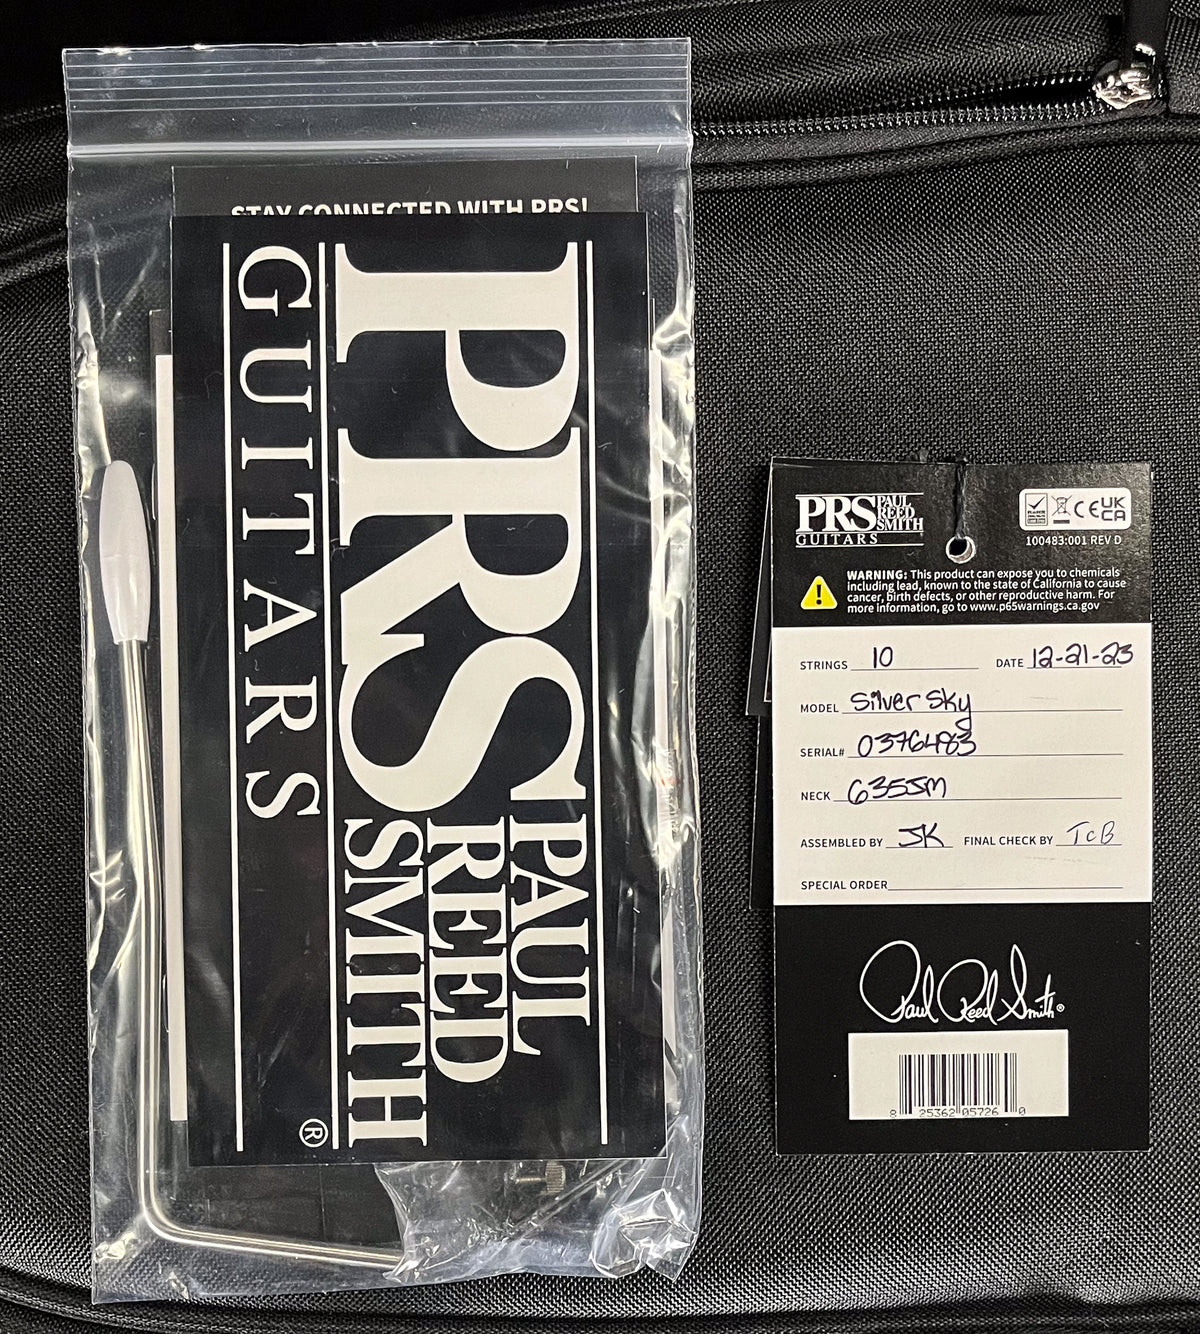 STAY CONNECTED WITH PRS!
PRS PAUL
REED
SMITH
GUITARS
®
PRS PAUL
REED
SMITH
GUITARS
CE UK
CA
100483:001 REV D
WARNING: This product can expose you to chemicals
including lead, known to the state of California to cause
cancer, birth defects, or other reproductive harm. For
more information, go to www.p65warnings.ca.gov
STRINGS 10 DATE 12-21-23
MODEL Silver Sky
SERIAL# 0376483
NECK 635JM
ASSEMBLED BY JK FINAL CHECK BY TCB
SPECIAL ORDER
Paul Reed Smith®
8 25362 05726 0